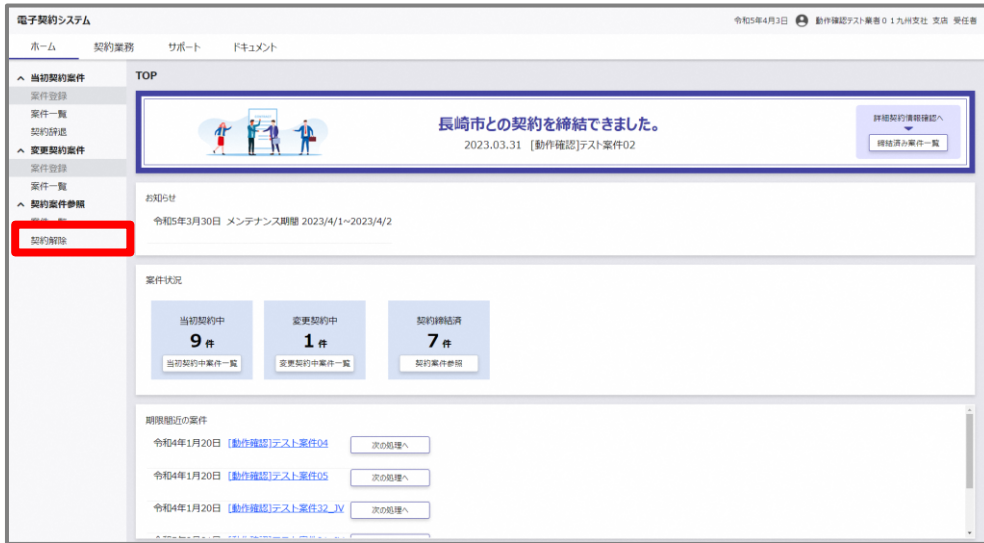 電子契約システム
令和5年4月3日 動作確認テスト業者01九州支社 支店 受任者
ホーム 契約業務 サポート ドキュメント
当初契約案件
案件登録
案件一覧
契約辞退
変更契約案件
案件登録
案件一覧
契約案件参照
契約解除
TOP
長崎市との契約を締結できました。
2023.03.31 [動作確認]テスト案件02
詳細契約情報確認へ
締結済み案件一覧
お知らせ
令和5年3月30日 メンテナンス期間 2023/4/1~2023/4/2
案件状況
当初契約中
9 件
当初契約中案件一覧
変更契約中
1 件
変更契約中案件一覧
契約締結済
7 件
契約案件参照
期限間近の案件
令和4年1月20日 [動作確認]テスト案件04 次の処理へ
令和4年1月20日 [動作確認]テスト案件05 次の処理へ
令和4年1月20日 [動作確認]テスト案件32_JV 次の処理へ